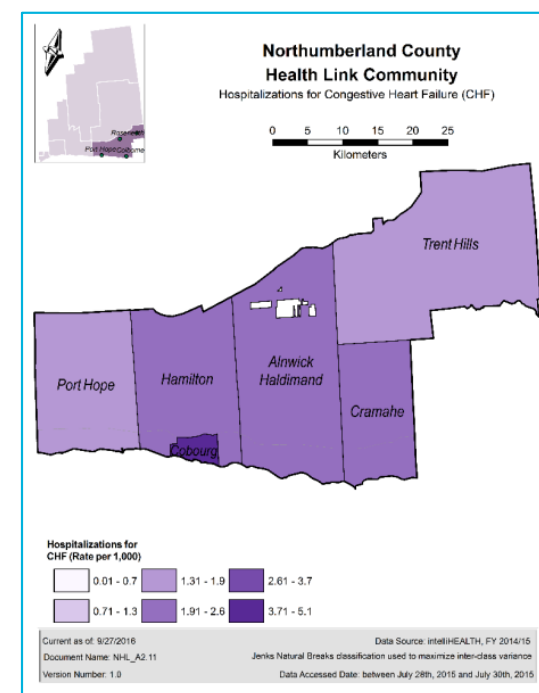 Northumberland County
Health Link Community
Hospitalizations for Congestive Heart Failure (CHF)
Port Hope
0 5 10 15 20 25
Kilometers
Trent Hills
Alnwick
Haldimand
Hamilton
Port Hope
Cramahe
Cobourg
Hospitalizations for
CHF (Rate per 1,000)
0.01 - 0.7 1.31 - 1.9 2.61 - 3.7
0.71 - 1.3 1.91 - 2.6 3.71 - 5.1
Current as of: 9/27/2016 Data Source: intelliHEALTH, FY 2014/15
Document Name: NHL_A2.11 Jenks Natural Breaks classification used to maximize inter-class variance
Version Number: 1.0 Data Accessed Date: between July 28th, 2015 and July 30th, 2015